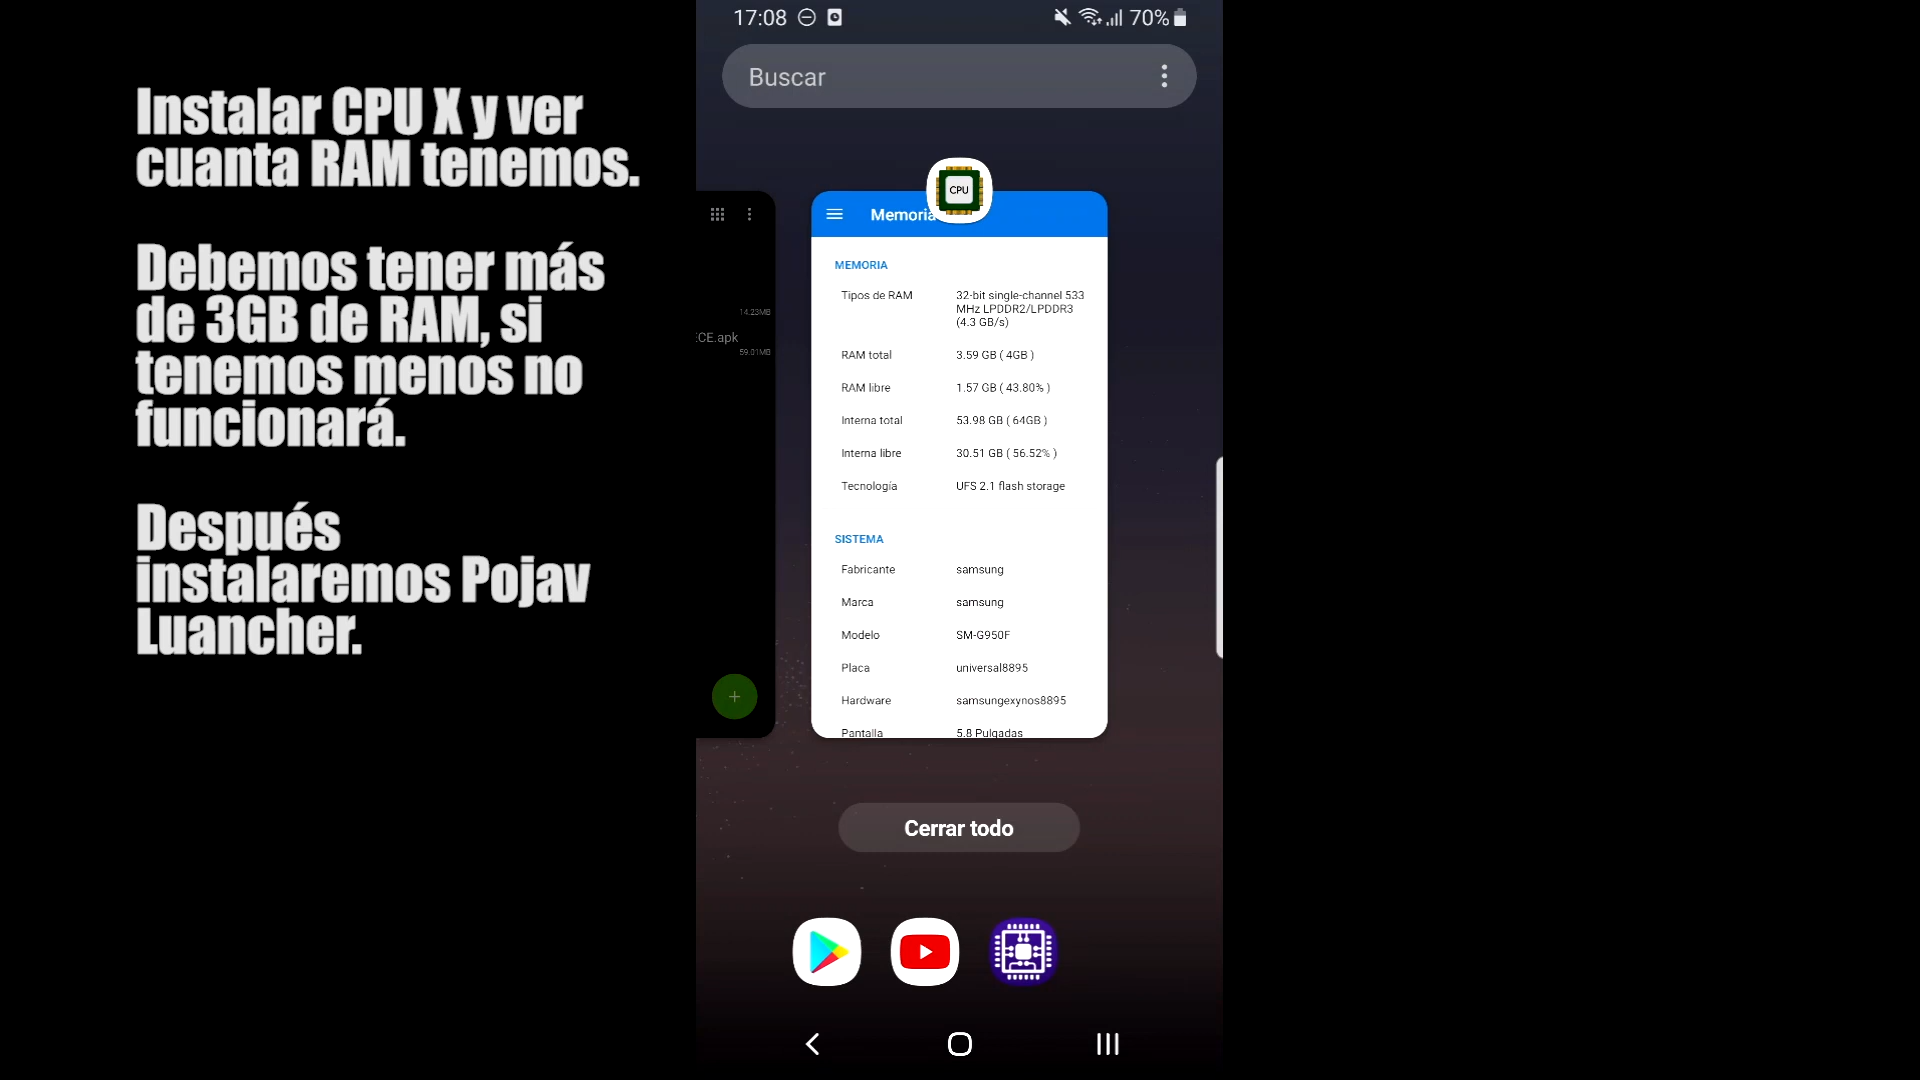 Instalar CPU X y ver
cuanta RAM tenemos.
Debemos tener más
de 3GB de RAM, si
tenemos menos no
funcionará.
Después
instalaremos Pojav
Luancher.
17:08
70%
Buscar
14.23MB
ECE.apk
59.01MB
CPU
Memoria
MEMORIA
Tipos de RAM 32-bit single-channel 533
MHz LPDDR2/LPDDR3
(4.3 GB/s)
RAM total 3.59 GB ( 4GB )
RAM libre 1.57 GB ( 43.80% )
Interna total 53.98 GB ( 64GB )
Interna libre 30.51 GB ( 56.52% )
Tecnología UFS 2.1 flash storage
SISTEMA
Fabricante samsung
Marca samsung
Modelo SM-G950F
Placa universal8895
Hardware samsungexynos8895
Pantalla 5.8 Pulgadas
Cerrar todo